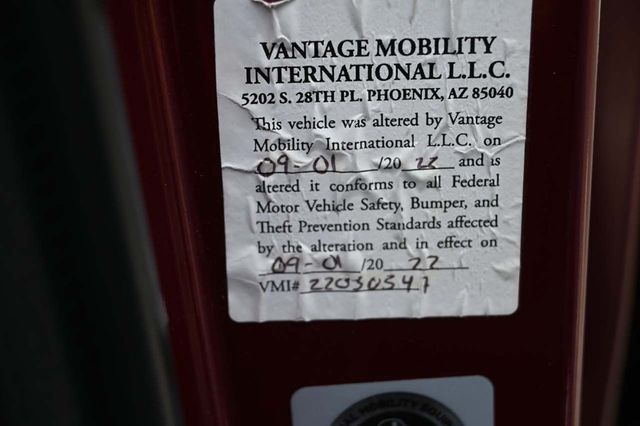 VANTAGE MOBILITY
INTERNATIONAL L.L.C.
5202 S. 28TH PL. PHOENIX, AZ 85040
This vehicle was altered by Vantage
Mobility International L.L.C. on
09-01 /20 22 and is
altered it conforms to all Federal
Motor Vehicle Safety, Bumper, and
Theft Prevention Standards affected
by the alteration and in effect on
09-01 /20 22
VMI# 22030547
MOBILITY